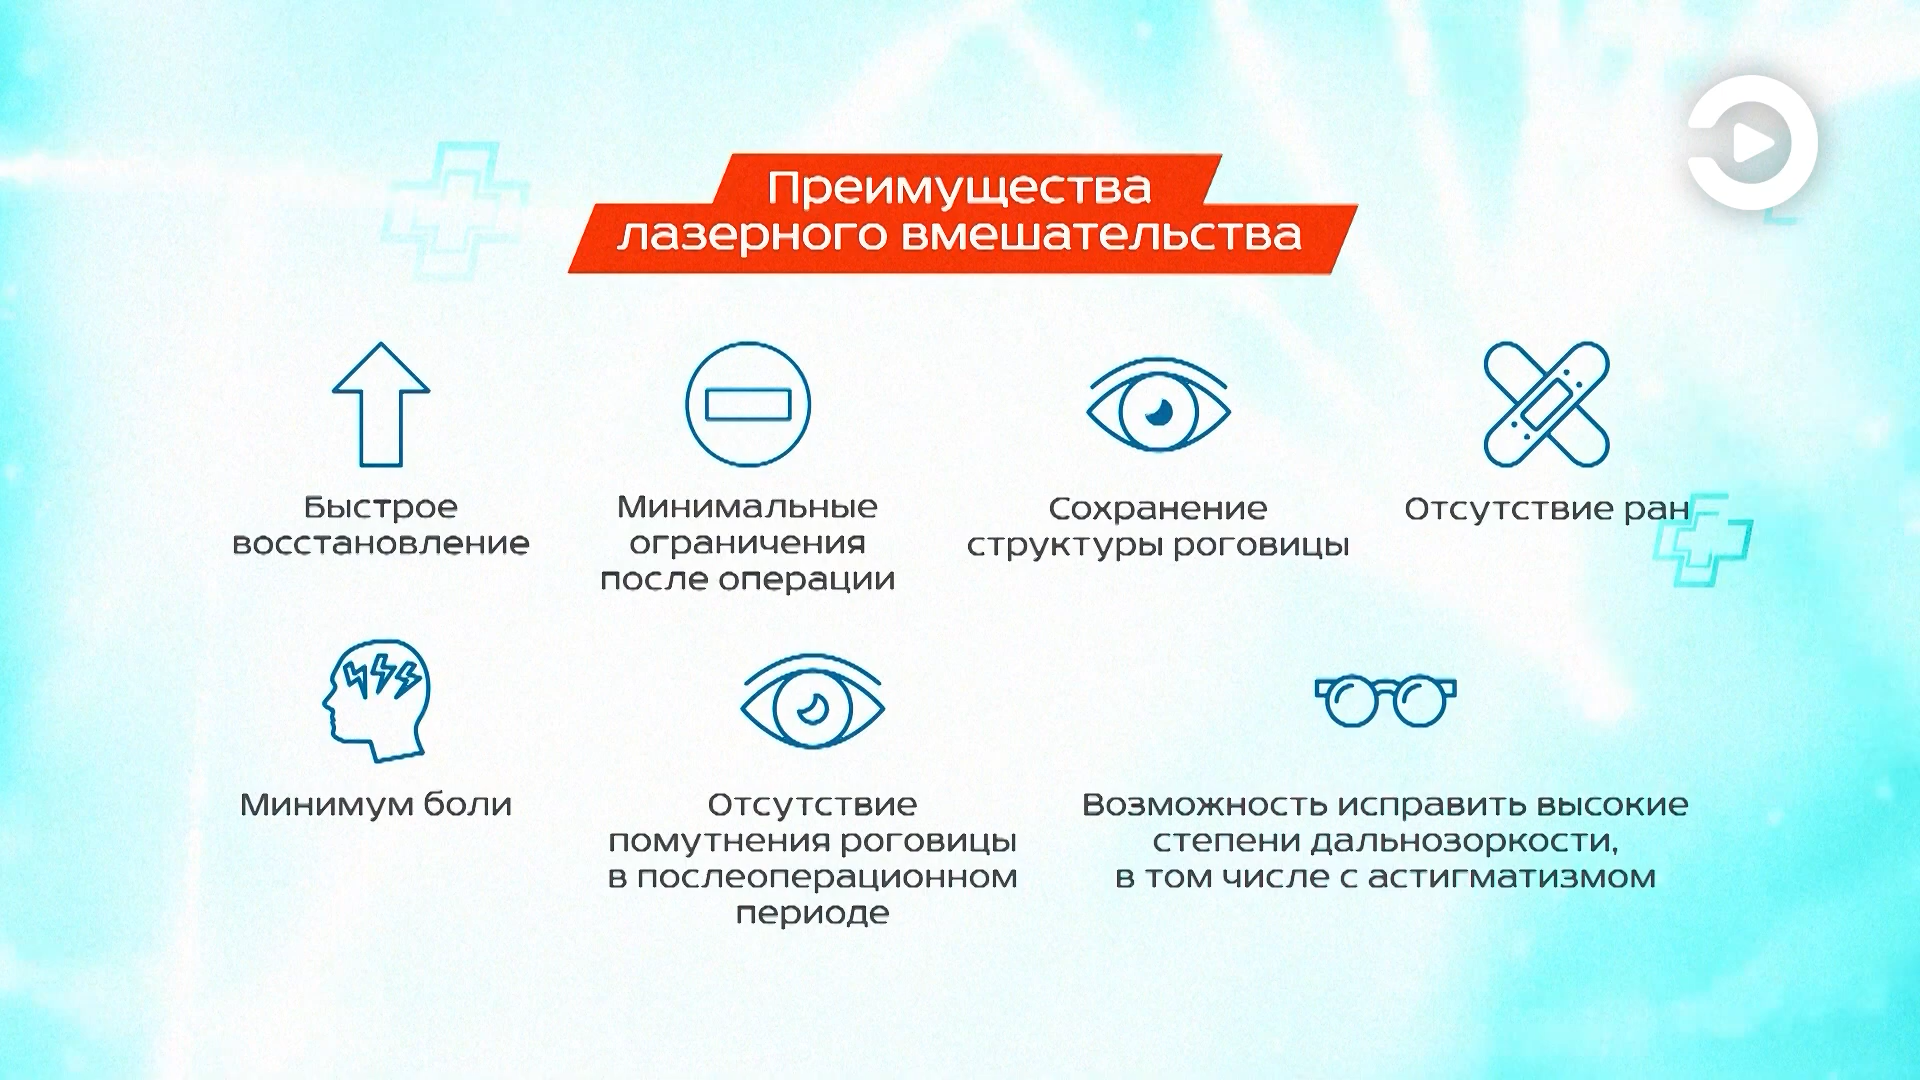 Преимущества
лазерного вмешательства
Быстрое
восстановление
Минимальные
ограничения
после операции
Сохранение
структуры роговицы
Отсутствие ран
Минимум боли
Отсутствие
помутнения роговицы
в послеоперационном
периоде
Возможность исправить высокие
степени дальнозоркости,
в том числе с астигматизмом